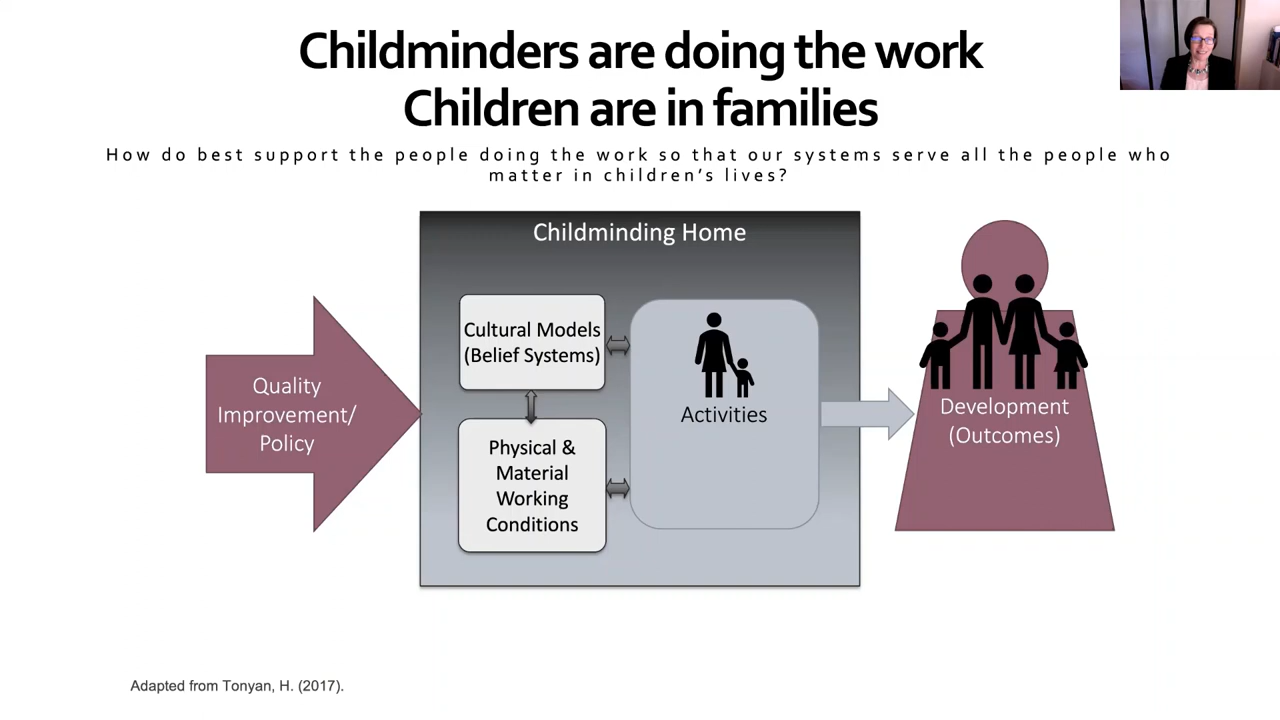 Childminders are doing the work
Children are in families
How do best support the people doing the work so that our systems serve all the people who
matter in children's lives?
Childminding Home
Cultural Models
(Belief Systems)
Physical &
Material
Working
Conditions
Activities
Quality
Improvement/
Policy
Development
(Outcomes)
Adapted from Tonyan, H. (2017).